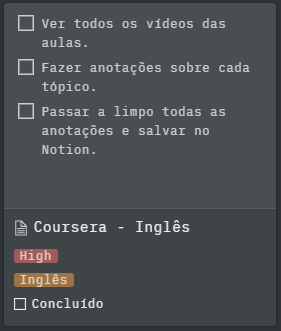 Ver todos os vídeos das
aulas.
Fazer anotações sobre cada
tópico.
Passar a limpo todas as
anotações e salvar no
Notion.
Coursera - Inglês
High
Inglês
Concluído